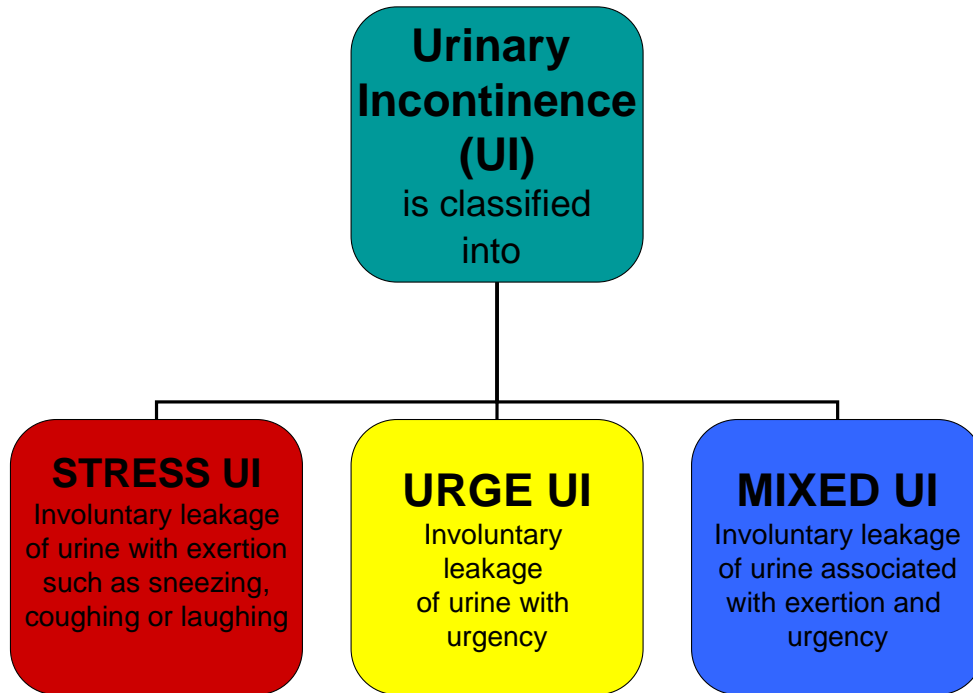 Urinary
Incontinence
(UI)
is classified
into
STRESS UI
Involuntary leakage
of urine with exertion
such as sneezing,
coughing or laughing
URGE UI
Involuntary
leakage
of urine with
urgency
MIXED UI
Involuntary leakage
of urine associated
with exertion and
urgency